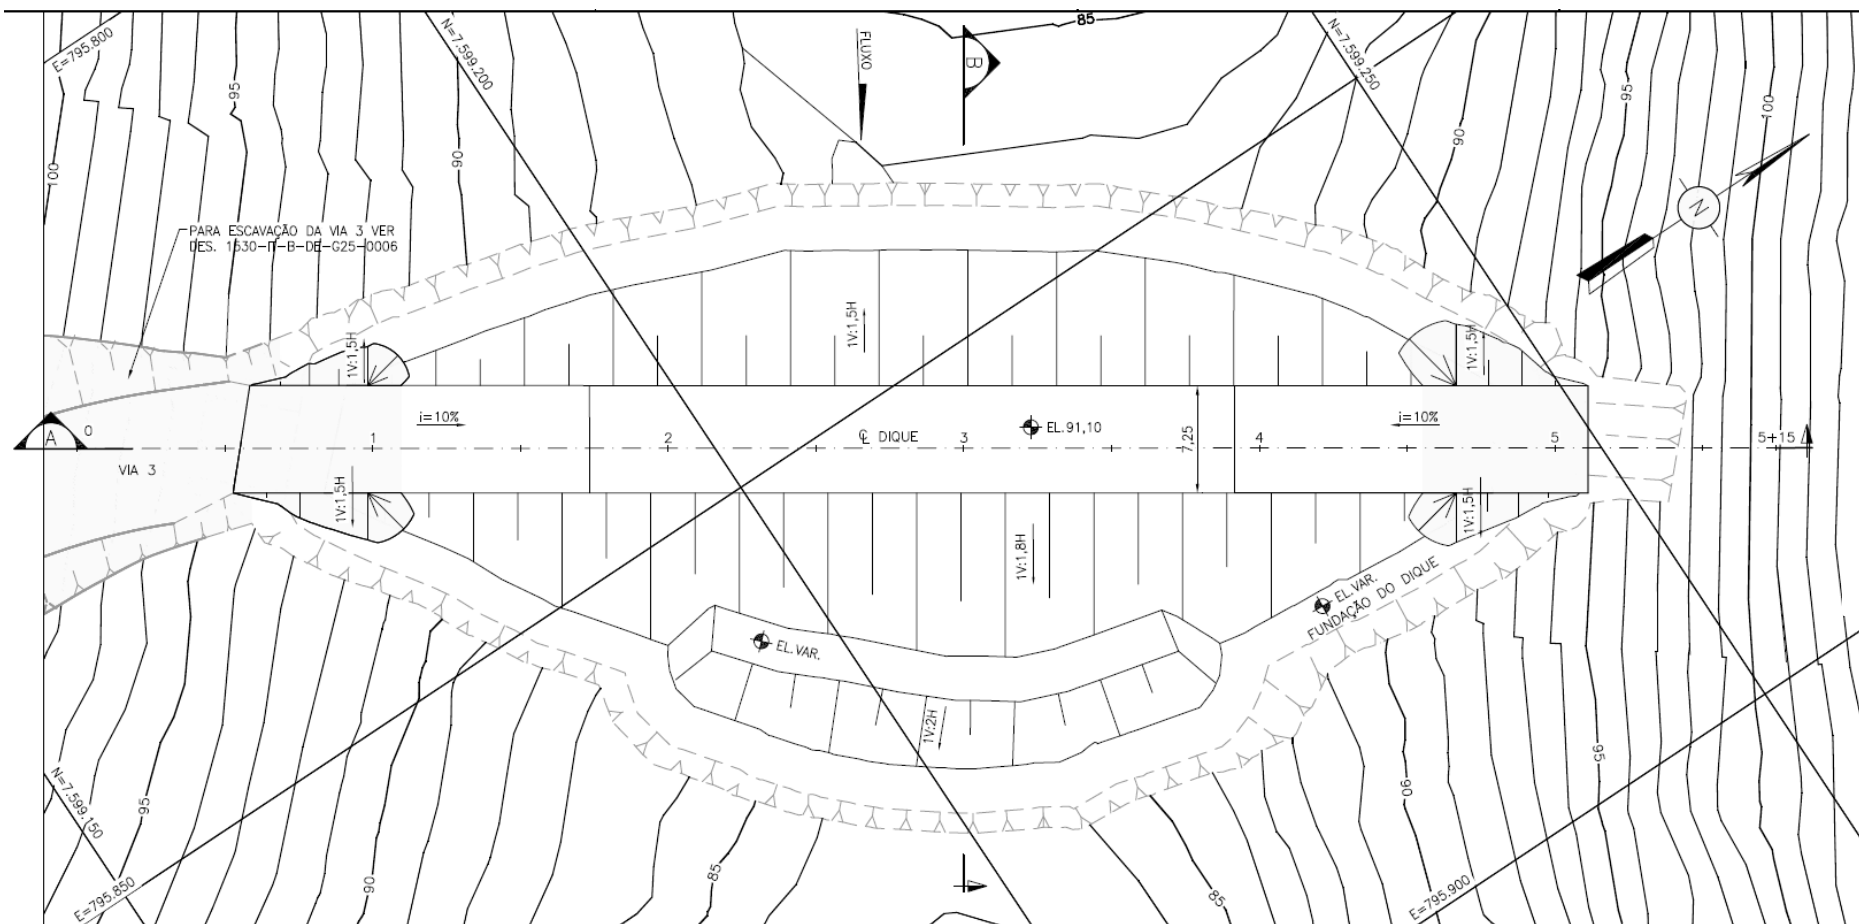 85
E=795.800
N=7.599.200
FLUXO
B
N=7.599.250
95
90
90
95
100
100
N
PARA ESCAVAÇÃO DA VIA 3 VER
DES. 1530-IT-B-DE-G25-0006
1V:1,5H
1V:1,5H
1V:1,5H
A
0
i=10%
1
2
℄ DIQUE
3
EL.91,10
7,25
4
i=10%
5
5+15
VIA 3
1V:1,5H
1V:1,5H
1V:1,8H
EL.VAR.
FUNDAÇÃO DO DIQUE
EL.VAR.
1V:2H
N=7.599.150
95
90
85
85
90
95
E=795.850
E=795.900